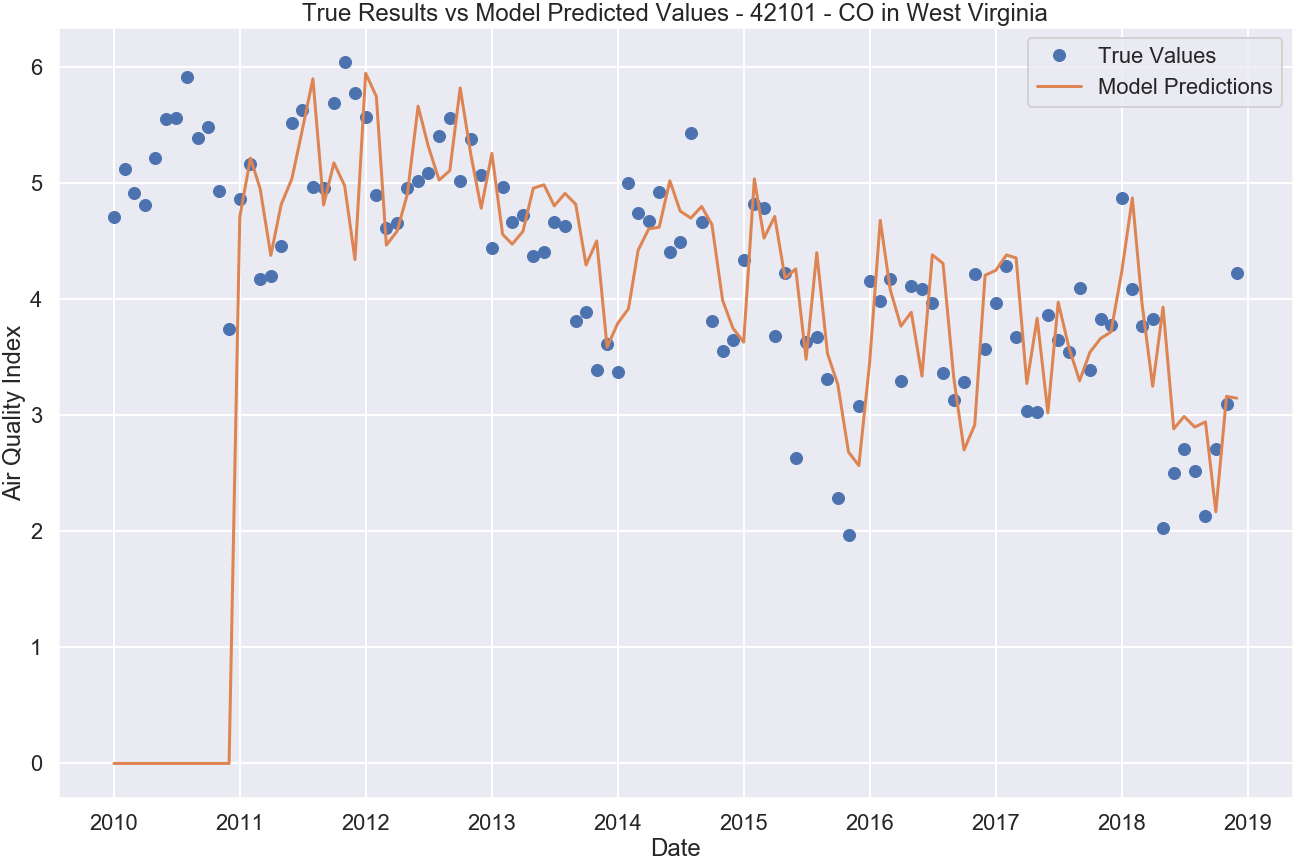 True Results vs Model Predicted Values - 42101 - CO in West Virginia
True Values
Model Predictions
Air Quality Index
6
5
4
3
2
1
0
2010 2011 2012 2013 2014 2015 2016 2017 2018 2019
Date